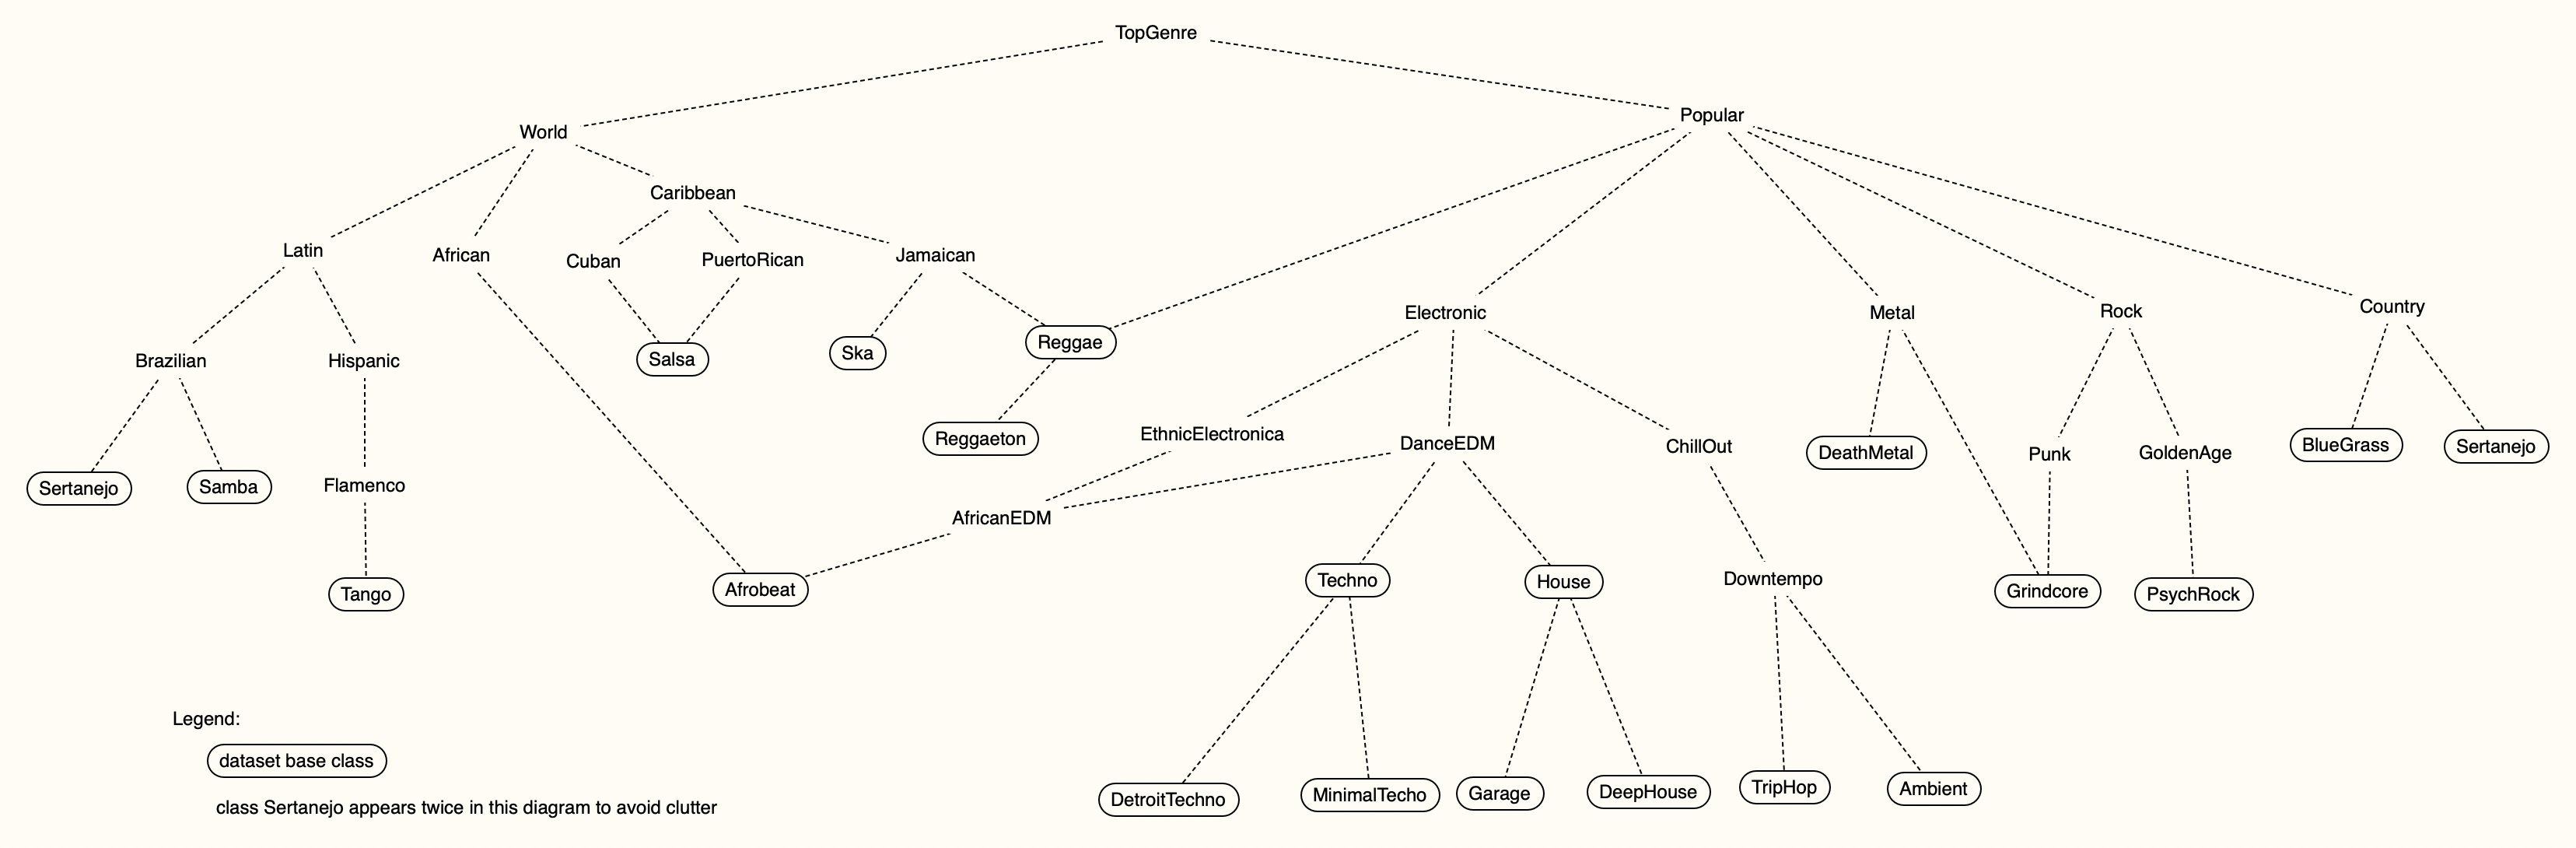 TopGenre
Popular
World
Caribbean
Latin
African
Cuban
PuertoRican
Jamaican
Electronic
Metal
Rock
Country
Brazilian
Hispanic
Salsa
Ska
Reggae
Reggaeton
EthnicElectronica
DanceEDM
ChillOut
DeathMetal
Punk
GoldenAge
BlueGrass
Sertanejo
Sertanejo
Samba
Flamenco
AfricanEDM
Tango
Afrobeat
Techno
House
Downtempo
Grindcore
PsychRock
DetroitTechno
MinimalTecho
Garage
DeepHouse
TripHop
Ambient
Legend:
dataset base class
class Sertanejo appears twice in this diagram to avoid clutter